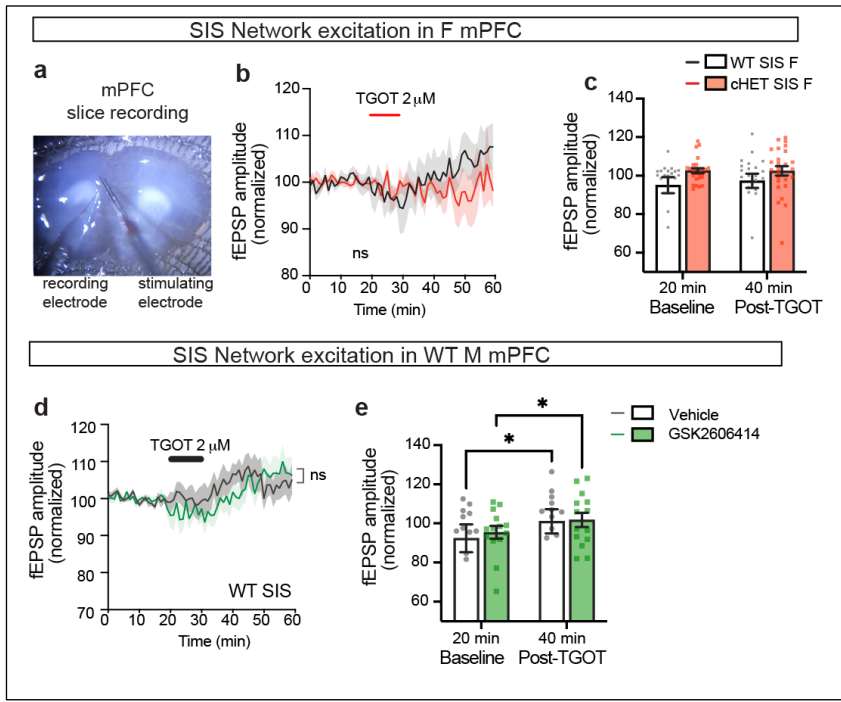 SIS Network excitation in F mPFC
a
mPFC
slice recording
recording
electrode
stimulating
electrode
b
TGOT 2 μM
fEPSP amplitude
(normalized)
120
110
100
90
80
ns
0 10 20 30 40 50 60
Time (min)
c
WT SIS F
cHET SIS F
fEPSP amplitude
(normalized)
140
120
100
80
60
20 min
Baseline
40 min
Post-TGOT
SIS Network excitation in WT M mPFC
d
TGOT 2 μM
fEPSP amplitude
(normalized)
120
110
100
90
80
70
ns
WT SIS
0 10 20 30 40 50 60
Time (min)
e
* 
*
Vehicle
GSK2606414
fEPSP amplitude
(normalized)
140
120
100
80
60
20 min
Baseline
40 min
Post-TGOT